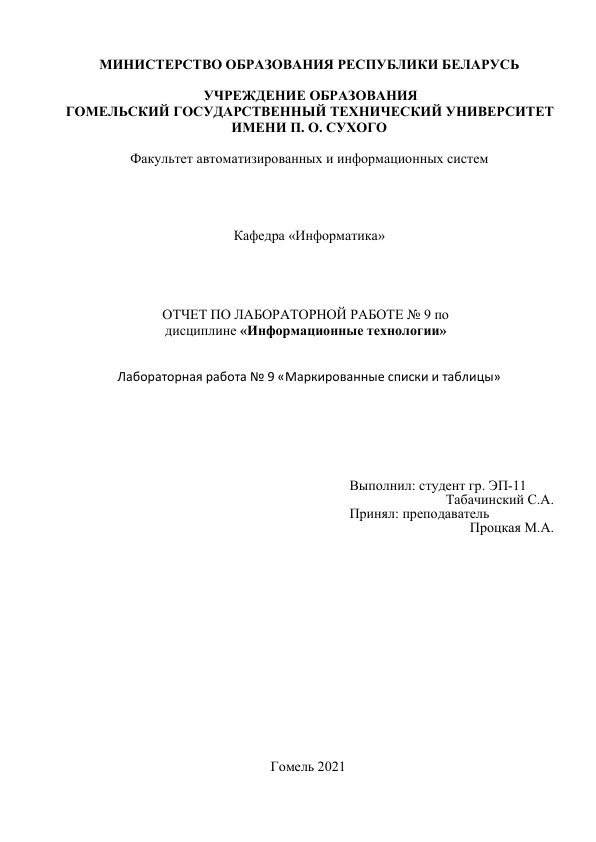 МИНИСТЕРСТВО ОБРАЗОВАНИЯ РЕСПУБЛИКИ БЕЛАРУСЬ
УЧРЕЖДЕНИЕ ОБРАЗОВАНИЯ
ГОМЕЛЬСКИЙ ГОСУДАРСТВЕННЫЙ ТЕХНИЧЕСКИЙ УНИВЕРСИТЕТ
ИМЕНИ П. О. СУХОГО
Факультет автоматизированных и информационных систем
Кафедра «Информатика»
ОТЧЕТ ПО ЛАБОРАТОРНОЙ РАБОТЕ № 9 по
дисциплине «Информационные технологии»
Лабораторная работа № 9 «Маркированные списки и таблицы»
Выполнил: студент гр. ЭП-11
Табачинский С.А.
Принял: преподаватель
Процкая М.А.
Гомель 2021